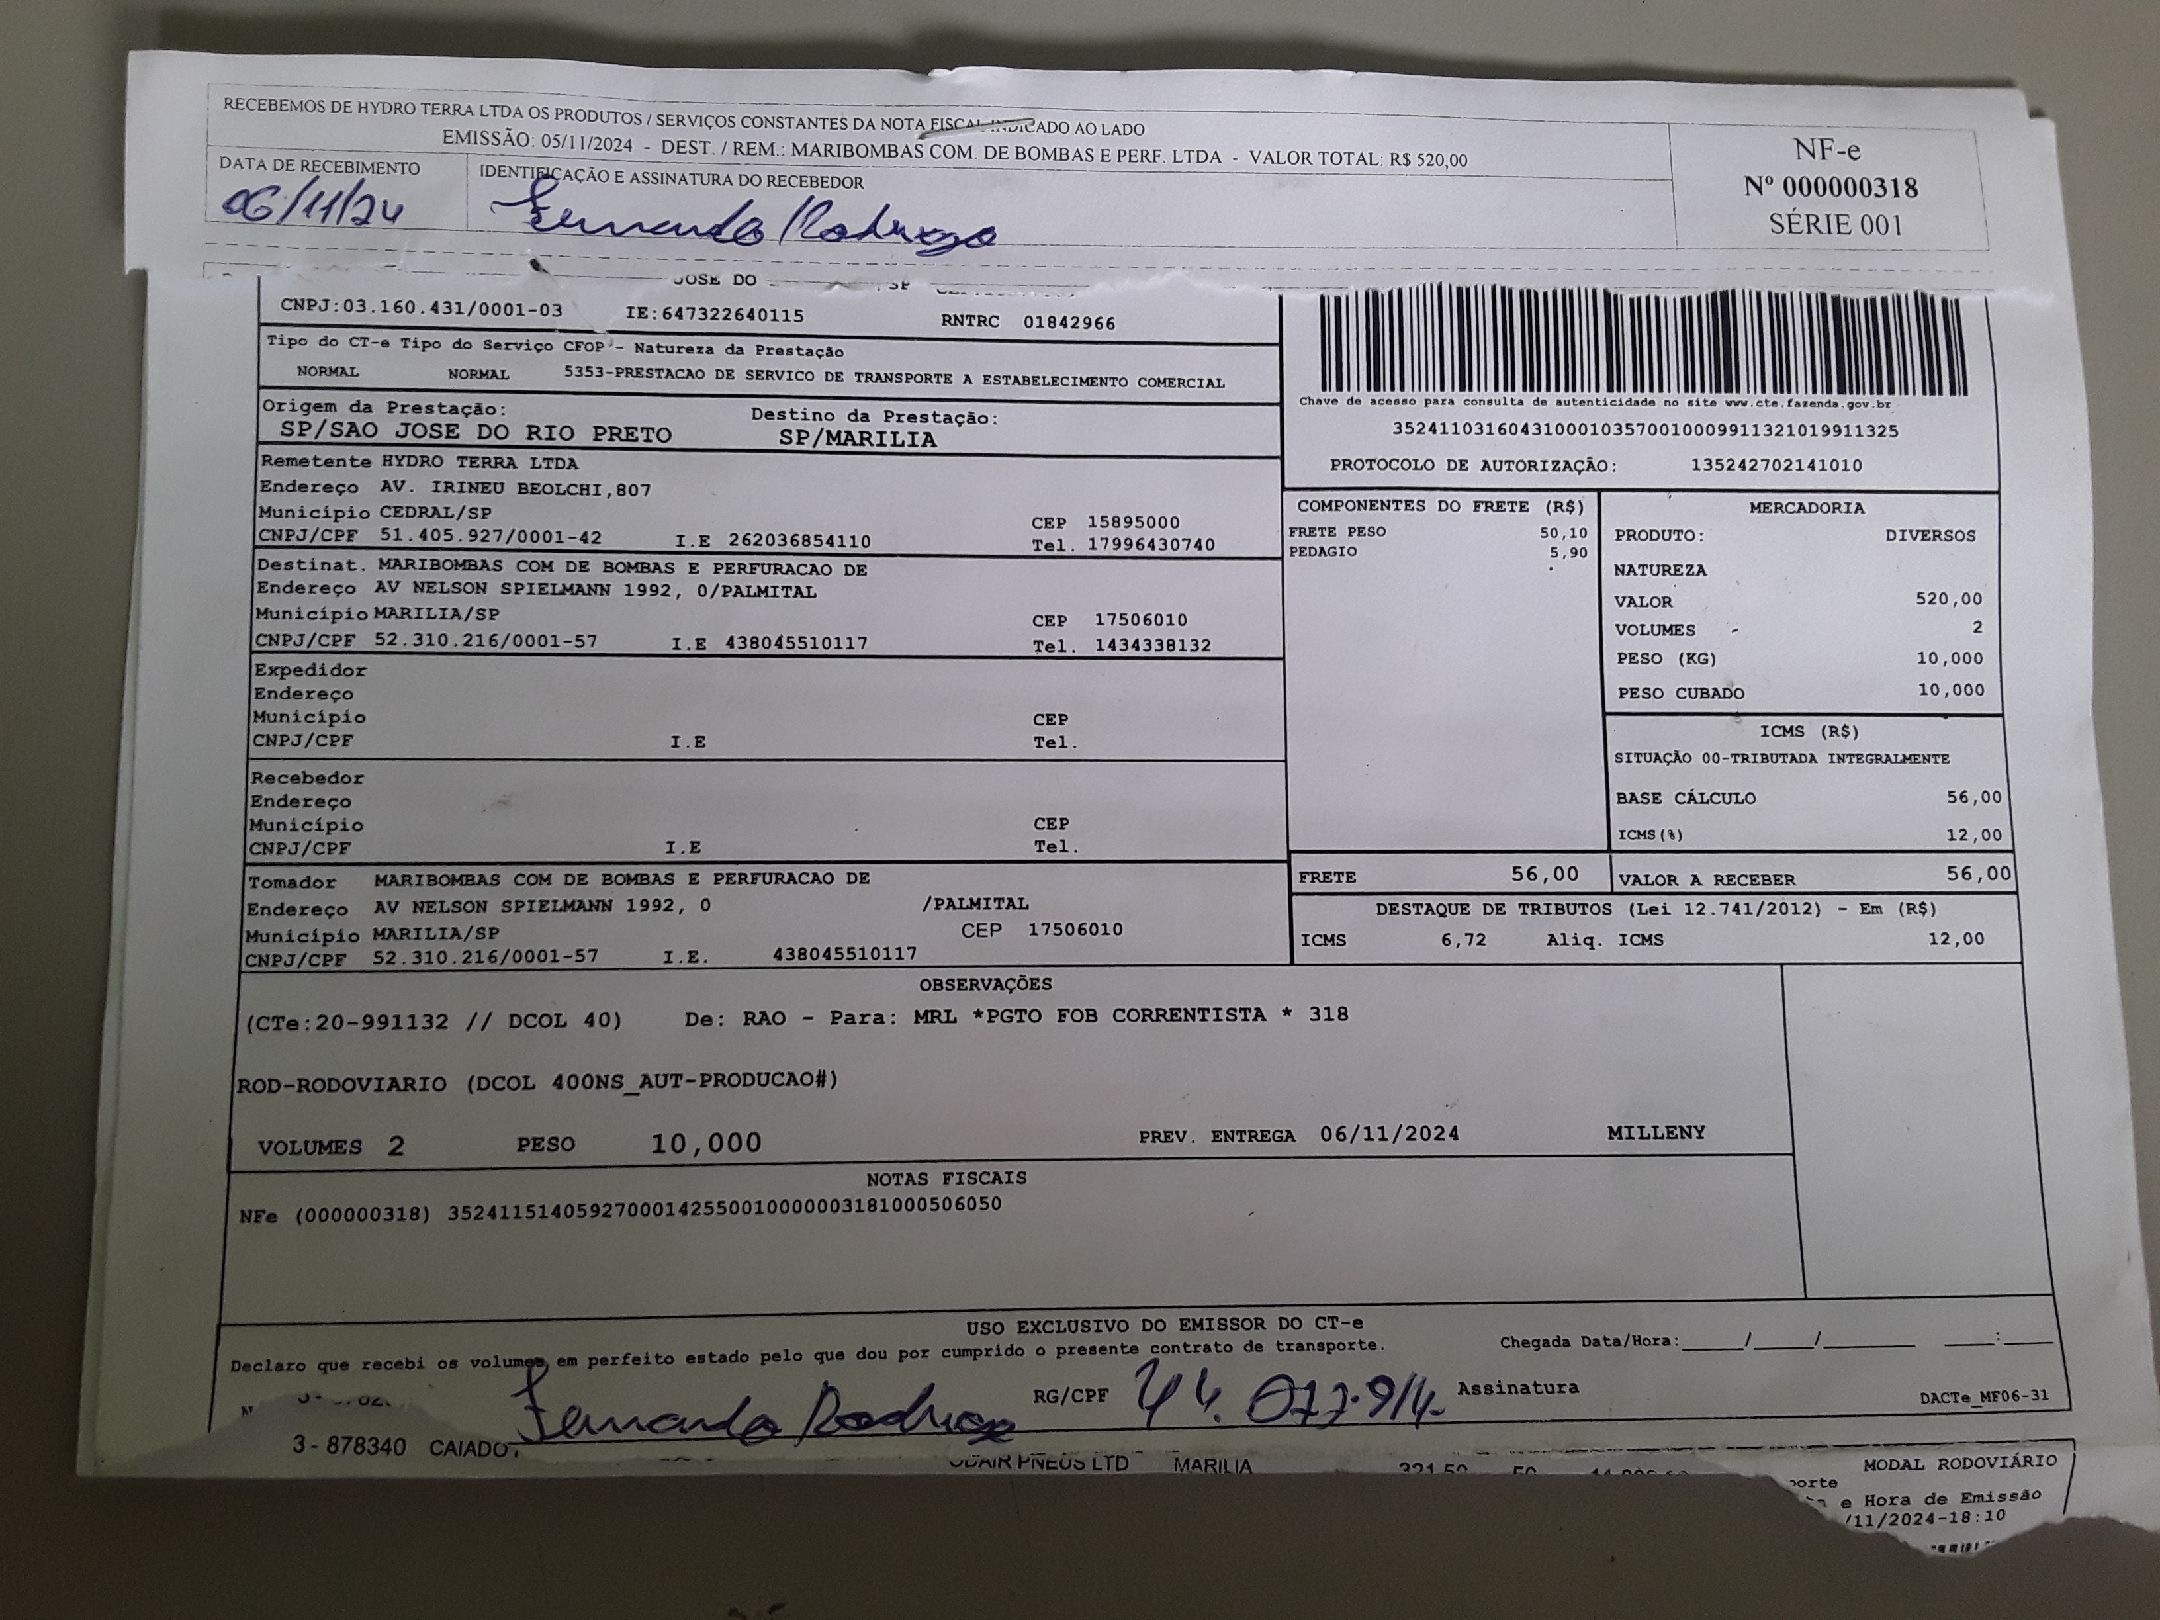 RECEBEMOS DE HYDRO TERRA LTDA OS PRODUTOS / SERVIÇOS CONSTANTES DA NOTA FISCAL INDICADO AO LADO
EMISSÃO: 05/11/2024 - DEST. / REM.: MARIBOMBAS COM. DE BOMBAS E PERF. LTDA - VALOR TOTAL: R$ 520,00
NF-e
Nº 000000318
SÉRIE 001
DATA DE RECEBIMENTO
06/11/24
IDENTIFICAÇÃO E ASSINATURA DO RECEBEDOR
Fernando Rodrigo
JOSE DO SP
CNPJ:03.160.431/0001-03 IE:647322640115 RNTRC 01842966
Tipo do CT-e Tipo do Serviço CFOP - Natureza da Prestação
NORMAL NORMAL 5353-PRESTACAO DE SERVICO DE TRANSPORTE A ESTABELECIMENTO COMERCIAL
Origem da Prestação: Destino da Prestação:
SP/SAO JOSE DO RIO PRETO SP/MARILIA
Chave de acesso para consulta de autenticidade no site www.cte.fazenda.gov.br
35241103160431000103570010009911321019911325
PROTOCOLO DE AUTORIZAÇÃO: 135242702141010
Remetente HYDRO TERRA LTDA
Endereço AV. IRINEU BEOLCHI,807
Município CEDRAL/SP CEP 15895000
CNPJ/CPF 51.405.927/0001-42 I.E 262036854110 Tel. 17996430740
Destinat. MARIBOMBAS COM DE BOMBAS E PERFURACAO DE
Endereço AV NELSON SPIELMANN 1992, 0/PALMITAL
Município MARILIA/SP CEP 17506010
CNPJ/CPF 52.310.216/0001-57 I.E 438045510117 Tel. 1434338132
Expedidor
Endereço
Município CEP
CNPJ/CPF I.E Tel.
Recebedor
Endereço
Município CEP
CNPJ/CPF I.E Tel.
Tomador MARIBOMBAS COM DE BOMBAS E PERFURACAO DE
Endereço AV NELSON SPIELMANN 1992, 0 /PALMITAL
Município MARILIA/SP CEP 17506010
CNPJ/CPF 52.310.216/0001-57 I.E. 438045510117
COMPONENTES DO FRETE (R$)
FRETE PESO 50,10
PEDAGIO 5,90
MERCADORIA
PRODUTO: DIVERSOS
NATUREZA
VALOR 520,00
VOLUMES 2
PESO (KG) 10,000
PESO CUBADO 10,000
ICMS (R$)
SITUAÇÃO 00-TRIBUTADA INTEGRALMENTE
BASE CÁLCULO 56,00
ICMS(%) 12,00
FRETE 56,00 VALOR A RECEBER 56,00
DESTAQUE DE TRIBUTOS (Lei 12.741/2012) - Em (R$)
ICMS 6,72 Aliq. ICMS 12,00
OBSERVAÇÕES
(CTe:20-991132 // DCOL 40) De: RAO - Para: MRL *PGTO FOB CORRENTISTA * 318
ROD-RODOVIARIO (DCOL 400NS_AUT-PRODUCAO#)
VOLUMES 2 PESO 10,000 PREV. ENTREGA 06/11/2024 MILLENY
NOTAS FISCAIS
NFe (000000318) 35241151405927000142550010000003181000506050
USO EXCLUSIVO DO EMISSOR DO CT-e
Declaro que recebi os volumes em perfeito estado pelo que dou por cumprido o presente contrato de transporte. Chegada Data/Hora:____/____/______ ___:___
Fernando Rodrigo RG/CPF 44.077.914- Assinatura
DACTe_MF06-31
3- 878340 CAIADO
ODAIR PNEUS LTD MARILIA
MODAL RODOVIÁRIO
porte
e Hora de Emissão
/11/2024-18:10